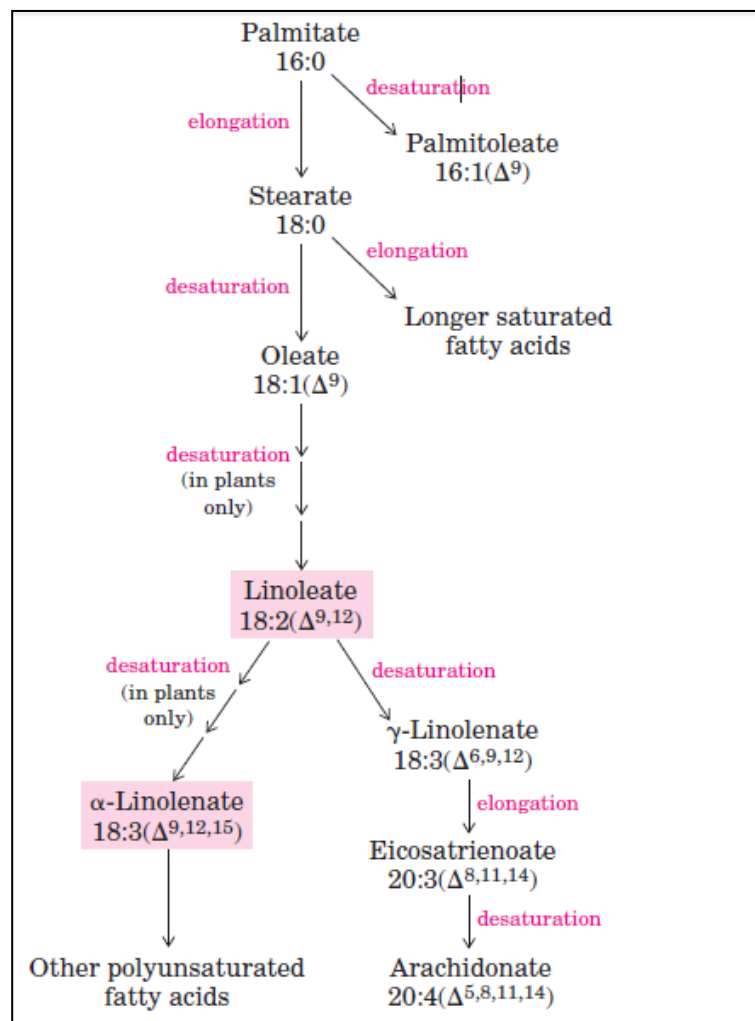 Palmitate
16:0
desaturation
elongation
Palmitoleate
16:1(Δ⁹)
Stearate
18:0
elongation
desaturation
Longer saturated
fatty acids
Oleate
18:1(Δ⁹)
desaturation
(in plants
only)
Linoleate
18:2(Δ⁹,¹²)
desaturation
(in plants
only)
desaturation
γ-Linolenate
18:3(Δ⁶,⁹,¹²)
α-Linolenate
18:3(Δ⁹,¹²,¹⁵)
elongation
Eicosatrienoate
20:3(Δ⁸,¹¹,¹⁴)
desaturation
Other polyunsaturated
fatty acids
Arachidonate
20:4(Δ⁵,⁸,¹¹,¹⁴)